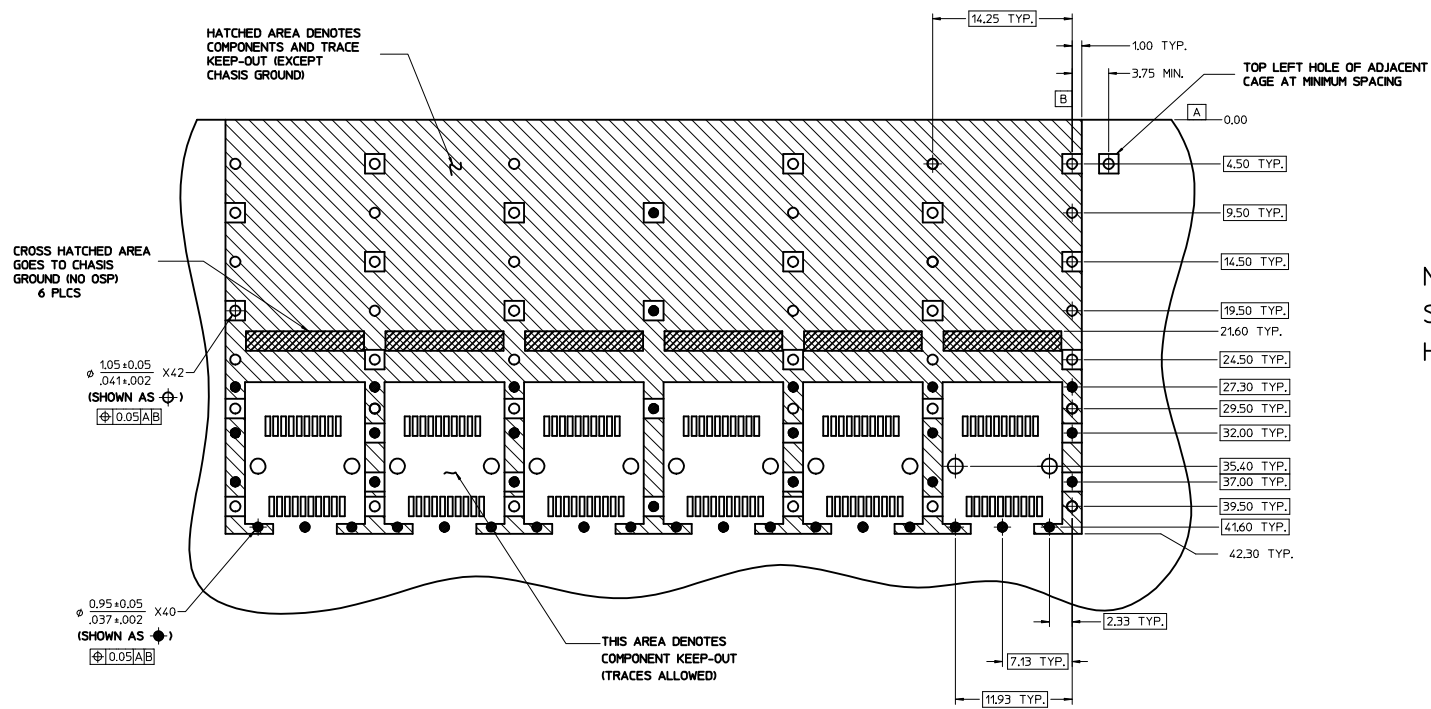 14.25 TYP.
HATCHED AREA DENOTES
COMPONENTS AND TRACE
KEEP-OUT (EXCEPT
CHASIS GROUND)
1.00 TYP.
3.75 MIN.
TOP LEFT HOLE OF ADJACENT
CAGE AT MINIMUM SPACING
B
A
0.00
4.50 TYP.
9.50 TYP.
CROSS HATCHED AREA
GOES TO CHASIS
GROUND (NO OSP)
6 PLCS
14.50 TYP.
19.50 TYP.
21.60 TYP.
24.50 TYP.
27.30 TYP.
29.50 TYP.
32.00 TYP.
35.40 TYP.
37.00 TYP.
39.50 TYP.
41.60 TYP.
42.30 TYP.
ø 1.05±0.05
.041±.002 X42
(SHOWN AS ⌖)
⌖ 0.05 A B
ø 0.95±0.05
.037±.002 X40
(SHOWN AS ●)
⌖ 0.05 A B
THIS AREA DENOTES
COMPONENT KEEP-OUT
(TRACES ALLOWED)
2.33 TYP.
7.13 TYP.
11.93 TYP.
S